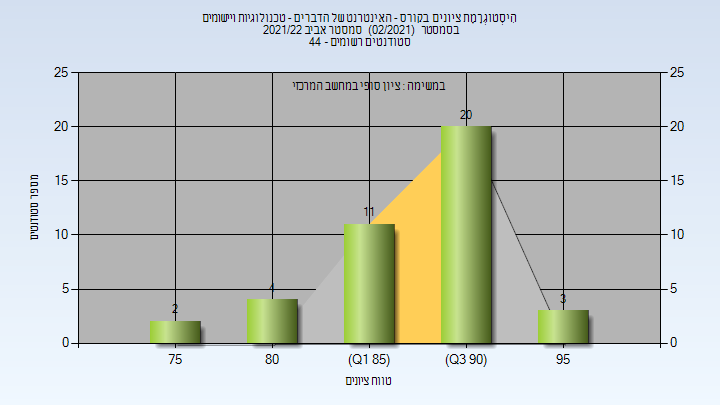 היסטוגרמת ציונים בקורס - האינטרנט של הדברים - טכנולוגיות ויישומים
בסמסטר (02/2021) סמסטר אביב 2021/22
סטודנטים רשומים - 44
במשימה : ציון סופי במחשב המרכזי
25 25
20 20
15 15
10 10
5 5
0 0
2 4 11 20 3
מספר סטודנטים
75 80 (Q1 85) (Q3 90) 95
טווח ציונים